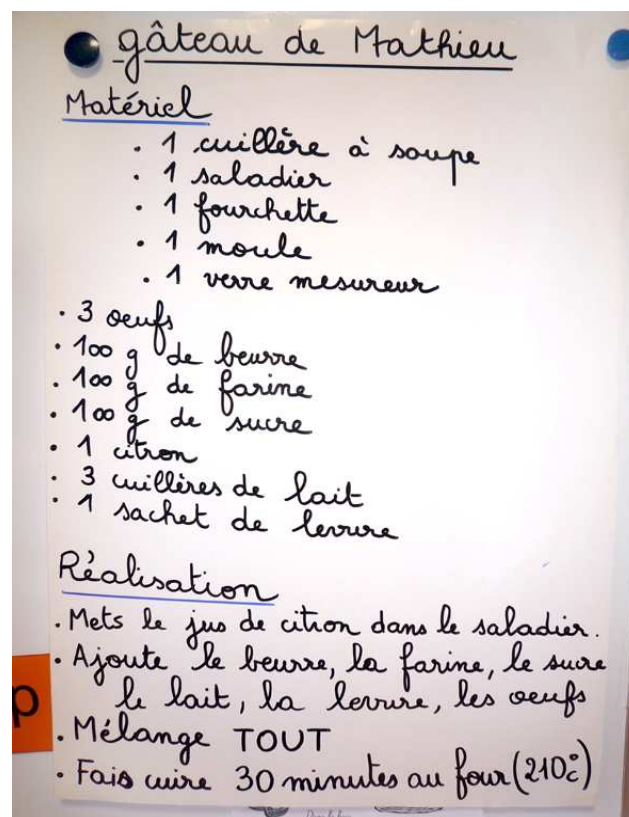 gâteau de Mathieu
Matériel
. 1 cuillère à soupe
. 1 saladier
. 1 fourchette
. 1 moule
. 1 verre mesureur
. 3 oeufs
. 100 g de beurre
. 100 g de farine
. 100 g de sucre
. 1 citron
. 3 cuillères de lait
. 1 sachet de levure
Réalisation
. Mets le jus de citron dans le saladier.
. Ajoute le beurre, la farine, le sucre
le lait, la levure, les oeufs
. Mélange TOUT
. Fais cuire 30 minutes au four (210°c)
p